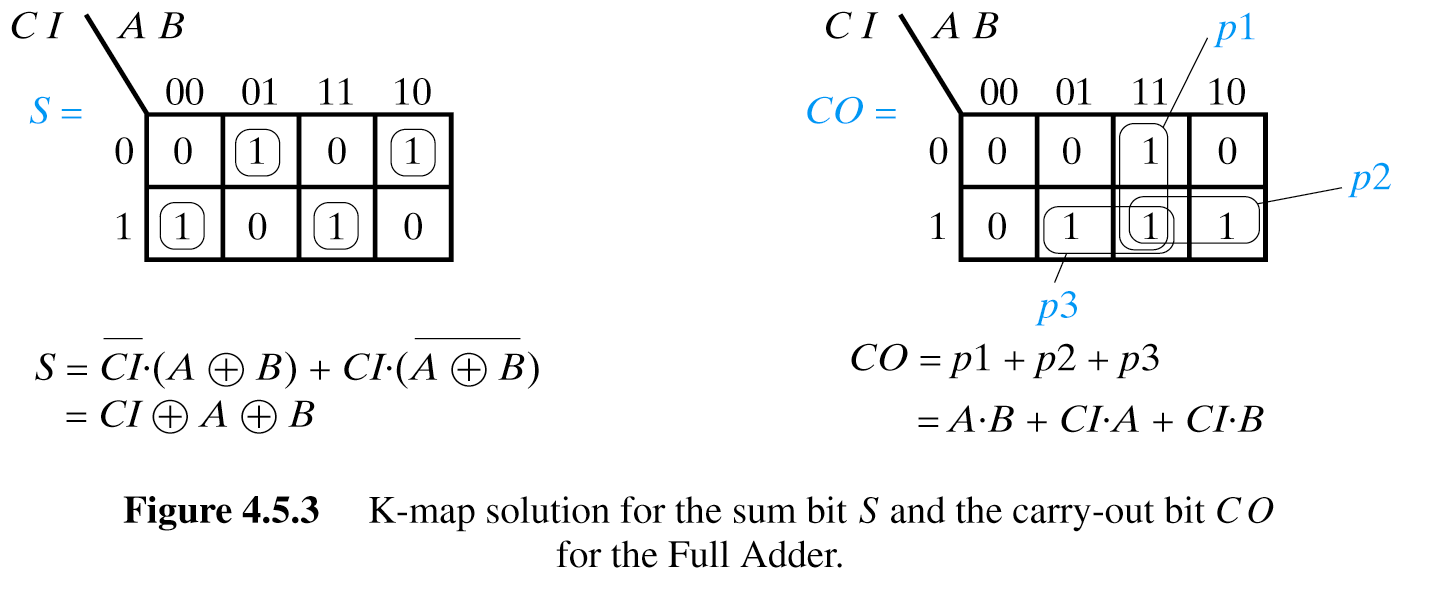 C I A B
S = 00 01 11 10
0 0 1 0 1
1 1 0 1 0
S = \overline{CI}·(A ⊕ B) + CI·(\overline{A ⊕ B})
= CI ⊕ A ⊕ B
C I A B p1
CO = 00 01 11 10
0 0 0 1 0
p2
1 0 1 1 1
p3
CO = p1 + p2 + p3
= A·B + CI·A + CI·B
Figure 4.5.3 K-map solution for the sum bit S and the carry-out bit C O
for the Full Adder.